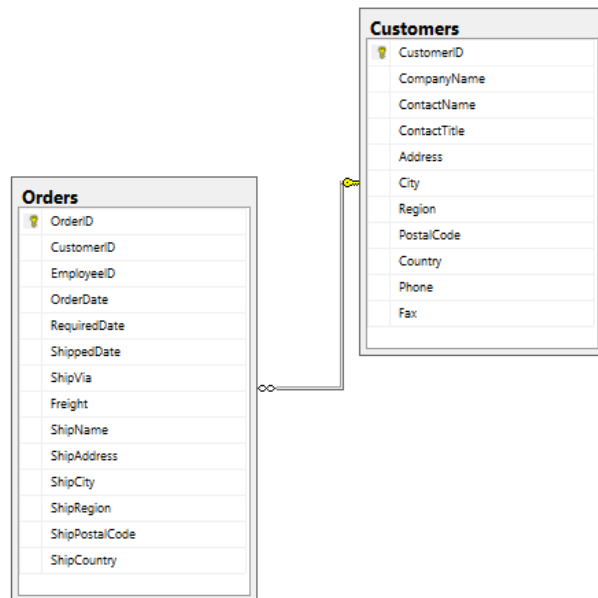 Customers
CustomerID
CompanyName
ContactName
ContactTitle
Address
City
Region
PostalCode
Country
Phone
Fax
Orders
OrderID
CustomerID
EmployeeID
OrderDate
RequiredDate
ShippedDate
ShipVia
Freight
ShipName
ShipAddress
ShipCity
ShipRegion
ShipPostalCode
ShipCountry